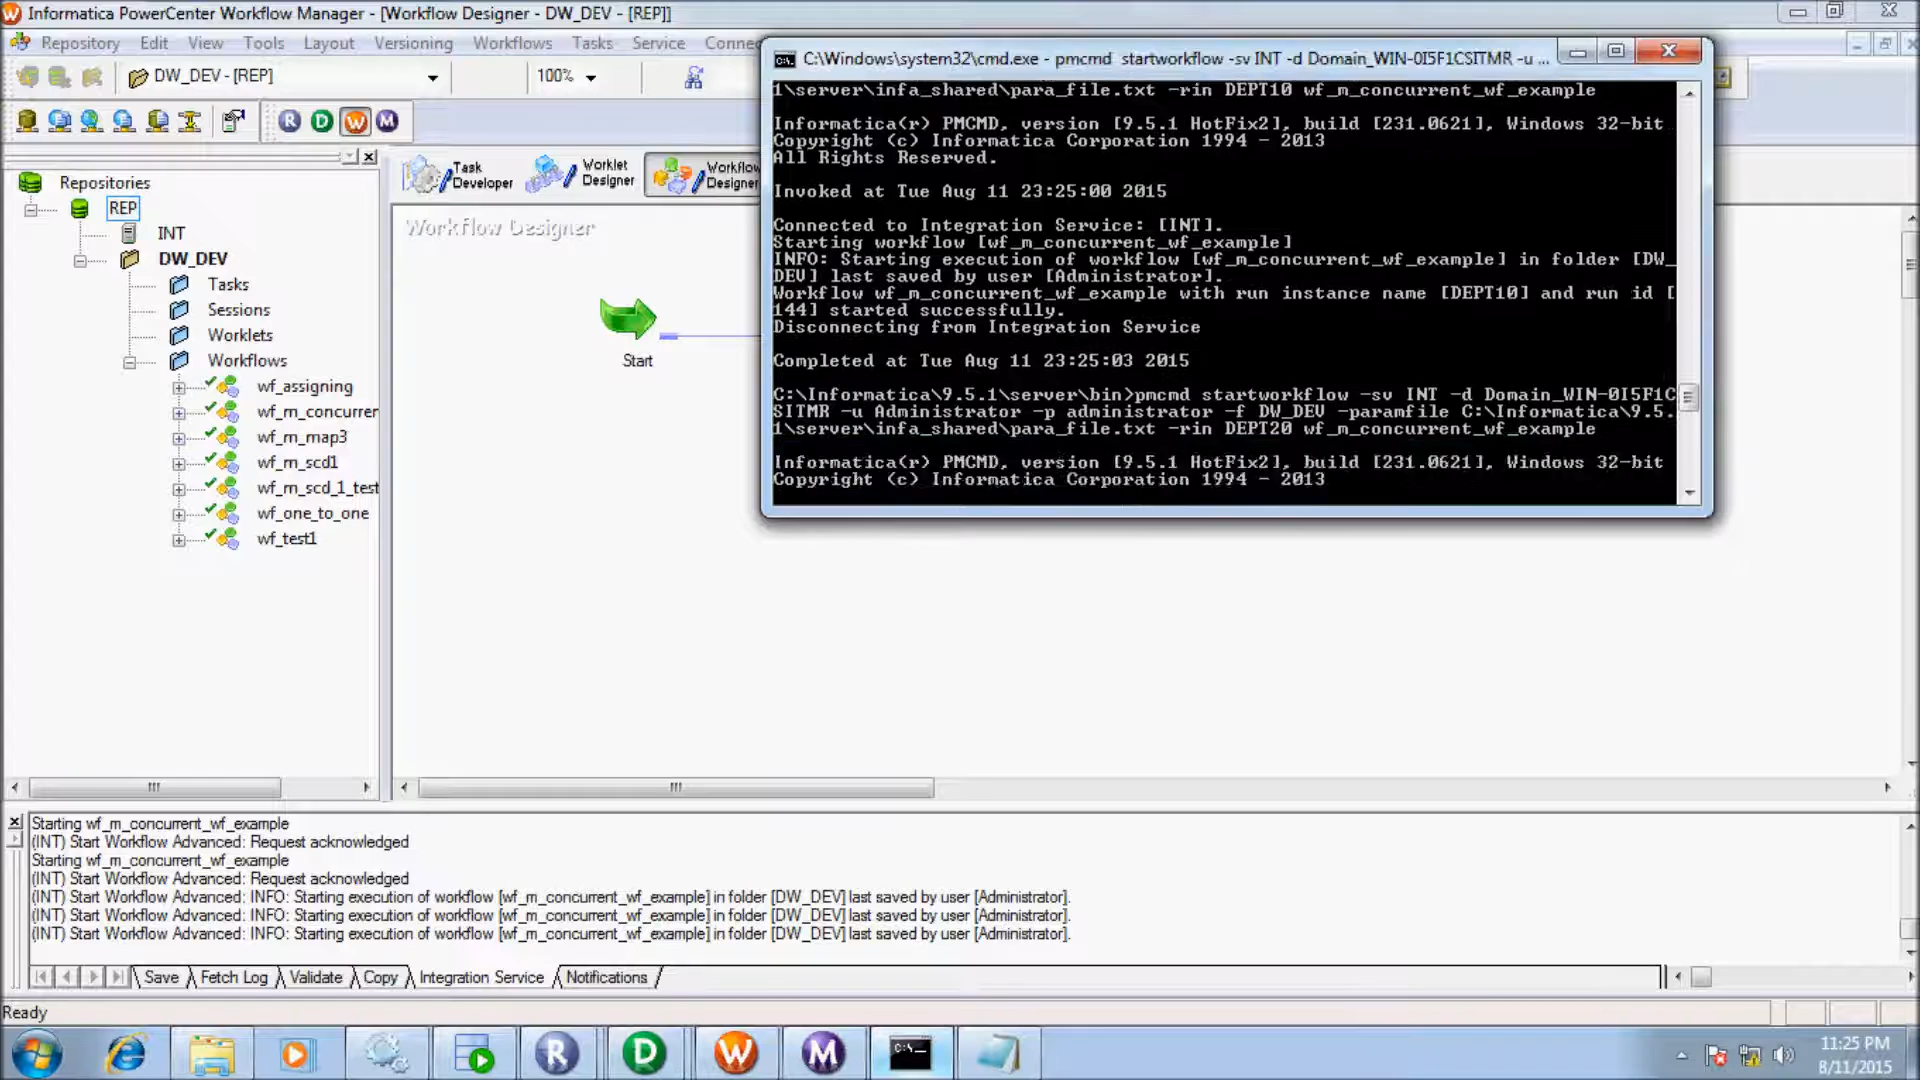 Informatica PowerCenter Workflow Manager - [Workflow Designer - DW_DEV - [REP]]
Repository Edit View Tools Layout Versioning Workflows Tasks Service Connec
DW_DEV - [REP]
100%
R D W M
Repositories
REP
INT
DW_DEV
Tasks
Sessions
Worklets
Workflows
wf_assigning
wf_m_concurrer
wf_m_map3
wf_m_scd1
wf_m_scd_1_test
wf_one_to_one
wf_test1
Task
Developer
Worklet
Designer
Workflow
Designer
Workflow Designer
Start
C:\Windows\system32\cmd.exe - pmcmd startworkflow -sv INT -d Domain_WIN-0I5F1CSITMR -u ...
1\server\infa_shared\para_file.txt -rin DEPT10 wf_m_concurrent_wf_example
Informatica(r) PMCMD, version [9.5.1 HotFix2], build [231.0621], Windows 32-bit
Copyright (c) Informatica Corporation 1994 - 2013
All Rights Reserved.
Invoked at Tue Aug 11 23:25:00 2015
Connected to Integration Service: [INT].
Starting workflow [wf_m_concurrent_wf_example]
INFO: Starting execution of workflow [wf_m_concurrent_wf_example] in folder [DW_
DEV] last saved by user [Administrator].
Workflow wf_m_concurrent_wf_example with run instance name [DEPT10] and run id [
144] started successfully.
Disconnecting from Integration Service
Completed at Tue Aug 11 23:25:03 2015
C:\Informatica\9.5.1\server\bin>pmcmd startworkflow -sv INT -d Domain_WIN-0I5F1C
SITMR -u Administrator -p administrator -f DW_DEV -paramfile C:\Informatica\9.5.
1\server\infa_shared\para_file.txt -rin DEPT20 wf_m_concurrent_wf_example
Informatica(r) PMCMD, version [9.5.1 HotFix2], build [231.0621], Windows 32-bit
Copyright (c) Informatica Corporation 1994 - 2013
Starting wf_m_concurrent_wf_example
(INT) Start Workflow Advanced: Request acknowledged
Starting wf_m_concurrent_wf_example
(INT) Start Workflow Advanced: Request acknowledged
(INT) Start Workflow Advanced: INFO: Starting execution of workflow [wf_m_concurrent_wf_example] in folder [DW_DEV] last saved by user [Administrator].
(INT) Start Workflow Advanced: INFO: Starting execution of workflow [wf_m_concurrent_wf_example] in folder [DW_DEV] last saved by user [Administrator].
(INT) Start Workflow Advanced: INFO: Starting execution of workflow [wf_m_concurrent_wf_example] in folder [DW_DEV] last saved by user [Administrator].
Save Fetch Log Validate Copy Integration Service Notifications
Ready
R D W M C:\
11:25 PM
8/11/2015